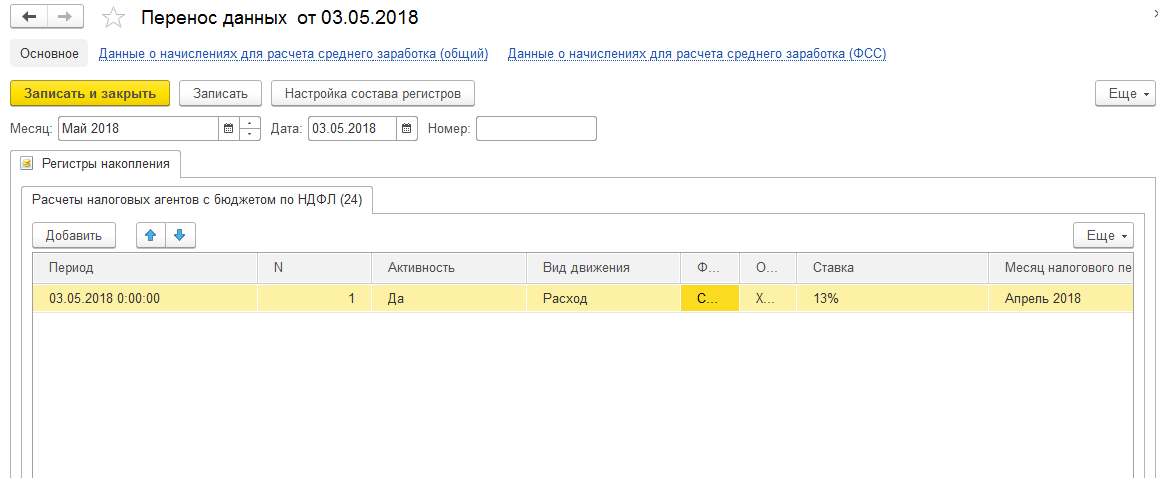 Перенос данных от 03.05.2018
Основное Данные о начислениях для расчета среднего заработка (общий) Данные о начислениях для расчета среднего заработка (ФСС)
Записать и закрыть Записать Настройка состава регистров Еще
Месяц: Май 2018 Дата: 03.05.2018 Номер:
Регистры накопления
Расчеты налоговых агентов с бюджетом по НДФЛ (24)
Добавить Еще
Период N Активность Вид движения Ф... О... Ставка Месяц налогового пе
03.05.2018 0:00:00 1 Да Расход С... Х... 13% Апрель 2018